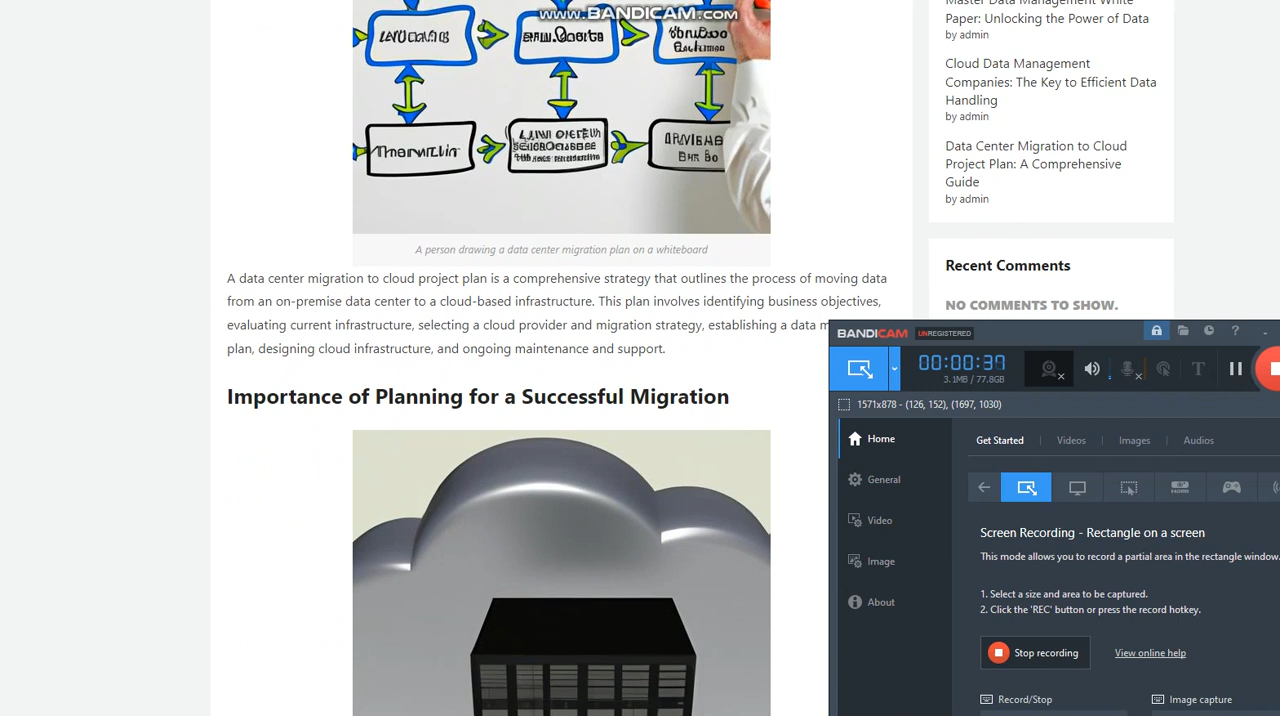 www.BANDICAM.com
A person drawing a data center migration plan on a whiteboard
A data center migration to cloud project plan is a comprehensive strategy that outlines the process of moving data
from an on-premise data center to a cloud-based infrastructure. This plan involves identifying business objectives,
evaluating current infrastructure, selecting a cloud provider and migration strategy, establishing a data
plan, designing cloud infrastructure, and ongoing maintenance and support.
Importance of Planning for a Successful Migration
Master Data Management White
Paper: Unlocking the Power of Data
by admin
Cloud Data Management
Companies: The Key to Efficient Data
Handling
by admin
Data Center Migration to Cloud
Project Plan: A Comprehensive
Guide
by admin
Recent Comments
NO COMMENTS TO SHOW.
BANDICAM UNREGISTERED
00:00:37
3.1MB / 77.8GB
1571x878 - (126, 152), (1697, 1030)
Home
General
Video
Image
About
Get Started
Videos
Images
Audios
Screen Recording - Rectangle on a screen
This mode allows you to record a partial area in the rectangle window.
1. Select a size and area to be captured.
2. Click the 'REC' button or press the record hotkey.
Stop recording
View online help
Record/Stop
Image capture